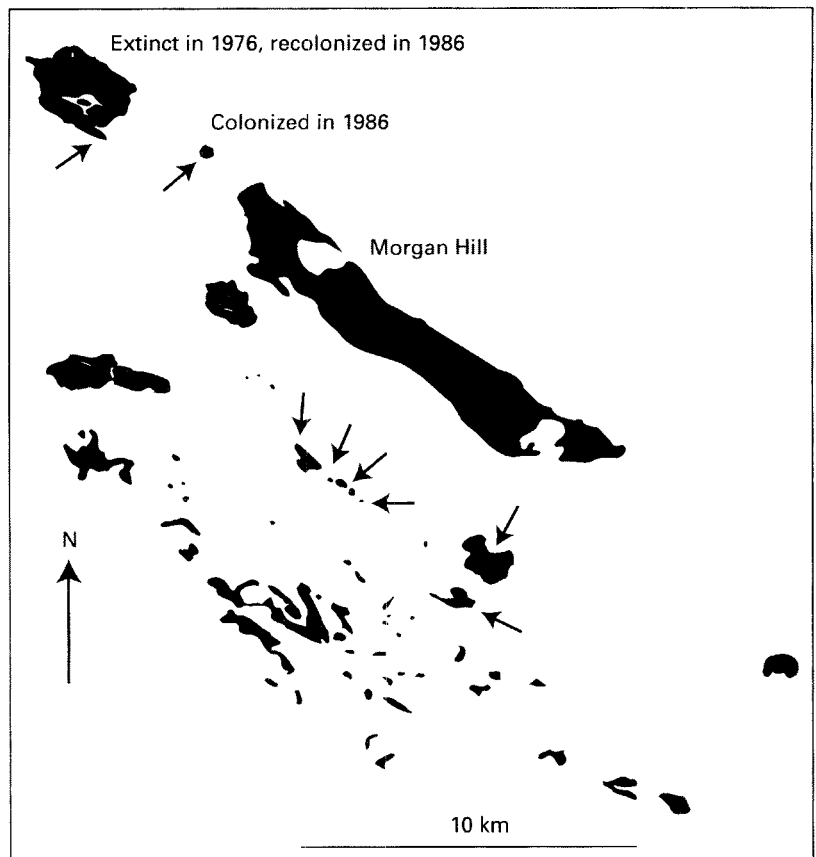 Extinct in 1976, recolonized in 1986
Colonized in 1986
Morgan Hill
N
10 km